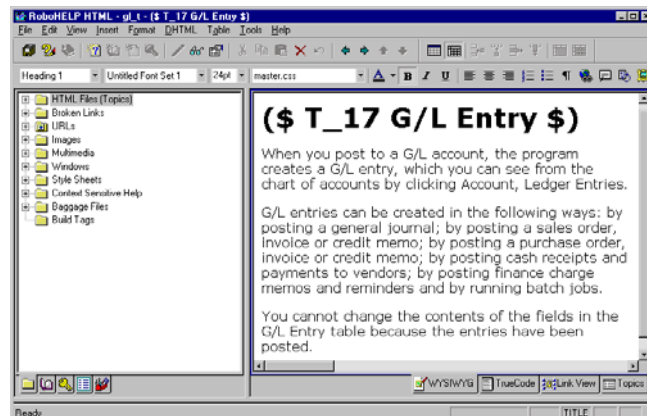 RoboHELP HTML - gl_t - ($ T_17 G/L Entry $)
File Edit View Insert Format DHTML Table Tools Help
Heading 1 Untitled Font Set 1 24pt master.css A B I U
HTML Files (Topics)
Broken Links
URLs
Images
Multimedia
Windows
Style Sheets
Context Sensitive Help
Baggage Files
Build Tags
($ T_17 G/L Entry $)
When you post to a G/L account, the program
creates a G/L entry, which you can see from the
chart of accounts by clicking Account, Ledger Entries.
G/L entries can be created in the following ways: by
posting a general journal; by posting a sales order,
invoice or credit memo; by posting a purchase order,
invoice or credit memo; by posting cash receipts and
payments to vendors; by posting finance charge
memos and reminders and by running batch jobs.
You cannot change the contents of the fields in the
G/L Entry table because the entries have been
posted.
WYSIWYG TrueCode Link View Topics
Ready TITLE